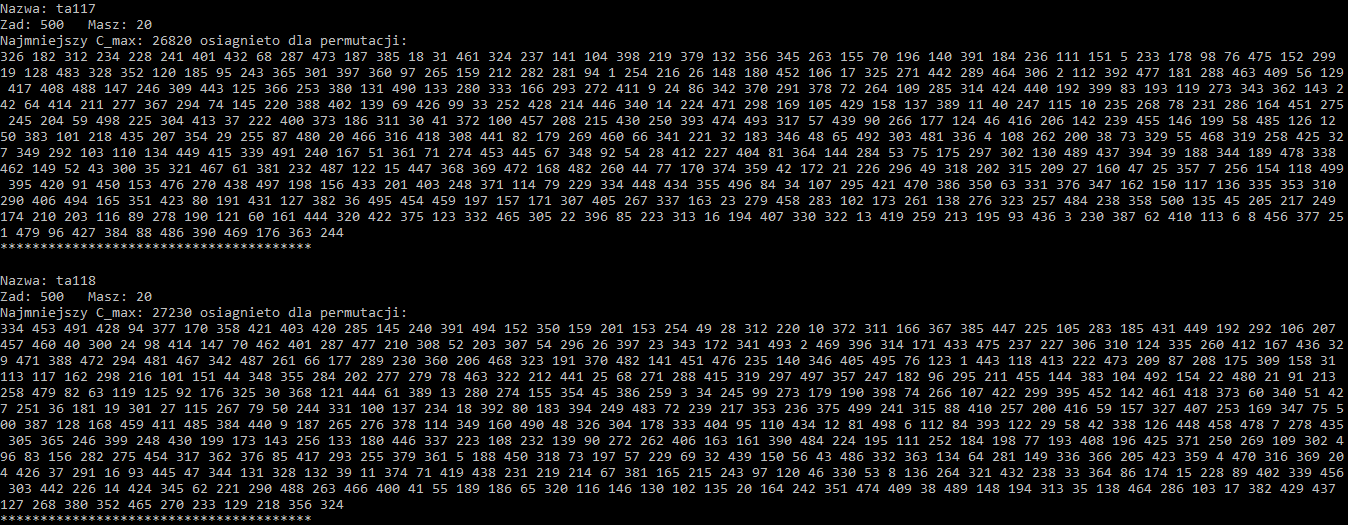 Nazwa: ta117
Zad: 500   Masz: 20
Najmniejszy C_max: 26820 osiagnieto dla permutacji:
326 182 312 234 228 241 401 432 68 287 473 187 385 18 31 461 324 237 141 104 398 219 379 132 356 345 263 155 70 196 140 391 184 236 111 151 5 233 178 98 76 475 152 299
19 128 483 328 352 120 185 95 243 365 301 397 360 97 265 159 212 282 281 94 1 254 216 26 148 180 452 106 17 325 271 442 289 464 306 2 112 392 477 181 288 463 409 56 129
 417 408 488 147 246 309 443 125 366 253 380 131 490 133 280 333 166 293 272 411 9 24 86 342 370 291 378 72 264 109 285 314 424 440 192 399 83 193 119 273 343 362 143 2
42 64 414 211 277 367 294 74 145 220 388 402 139 69 426 99 33 252 428 214 446 340 14 224 471 298 169 105 429 158 137 389 11 40 247 115 10 235 268 78 231 286 164 451 275
 245 204 59 498 225 304 413 37 222 400 373 186 311 30 41 372 100 457 208 215 430 250 393 474 493 317 57 439 90 266 177 124 46 416 206 142 239 455 146 199 58 485 126 12
50 383 101 218 435 207 354 29 255 87 480 20 466 316 418 308 441 82 179 269 460 66 341 221 32 183 346 48 65 492 303 481 336 4 108 262 200 38 73 329 55 468 319 258 425 32
7 349 292 103 110 134 449 415 339 491 240 167 51 361 71 274 453 445 67 348 92 54 28 412 227 404 81 364 144 284 53 75 175 297 302 130 489 437 394 39 188 344 189 478 338
462 149 52 43 300 35 321 467 61 381 232 487 122 15 447 368 369 472 168 482 260 44 77 170 374 359 42 172 21 226 296 49 318 202 315 209 27 160 47 25 357 7 256 154 118 499
 395 420 91 450 153 476 270 438 497 198 156 433 201 403 248 371 114 79 229 334 448 434 355 496 84 34 107 295 421 470 386 350 63 331 376 347 162 150 117 136 335 353 310
290 406 494 165 351 423 80 191 431 127 382 36 495 454 459 197 157 171 307 405 267 337 163 23 279 458 283 102 173 261 138 276 323 257 484 238 358 500 135 45 205 217 249
174 210 203 116 89 278 190 121 60 161 444 320 422 375 123 332 465 305 22 396 85 223 313 16 194 407 330 322 13 419 259 213 195 93 436 3 230 387 62 410 113 6 8 456 377 25
1 479 96 427 384 88 486 390 469 176 363 244
***************************************
Nazwa: ta118
Zad: 500   Masz: 20
Najmniejszy C_max: 27230 osiagnieto dla permutacji:
334 453 491 428 94 377 170 358 421 403 420 285 145 240 391 494 152 350 159 201 153 254 49 28 312 220 10 372 311 166 367 385 447 225 105 283 185 431 449 192 292 106 207
457 460 40 300 24 98 414 147 70 462 401 287 477 210 308 52 203 307 54 296 26 397 23 343 172 341 493 2 469 396 314 171 433 475 237 227 306 310 124 335 260 412 167 436 32
9 471 388 472 294 481 467 342 487 261 66 177 289 230 360 206 468 323 191 370 482 141 451 476 235 140 346 405 495 76 123 1 443 118 413 222 473 209 87 208 175 309 158 31
113 117 162 298 216 101 151 44 348 355 284 202 277 279 78 463 322 212 441 25 68 271 288 415 319 297 497 357 247 182 96 295 211 455 144 383 104 492 154 22 480 21 91 213
258 479 82 63 119 125 92 176 325 30 368 121 444 61 389 13 280 274 155 354 45 386 259 3 34 245 99 273 179 190 398 74 266 107 422 299 395 452 142 461 418 373 60 340 51 42
7 251 36 181 19 301 27 115 267 79 50 244 331 100 137 234 18 392 80 183 394 249 483 72 239 217 353 236 375 499 241 315 88 410 257 200 416 59 157 327 407 253 169 347 75 5
00 387 128 168 459 411 485 384 440 9 187 265 276 378 114 349 160 490 48 326 304 178 333 404 95 110 434 12 81 498 6 112 84 393 122 29 58 42 338 126 448 458 478 7 278 435
 305 365 246 399 248 430 199 173 143 256 133 180 446 337 223 108 232 139 90 272 262 406 163 161 390 484 224 195 111 252 184 198 77 193 408 196 425 371 250 269 109 302 4
96 83 156 282 275 454 317 362 376 85 417 293 255 379 361 5 188 450 318 73 197 57 229 69 32 439 150 56 43 486 332 363 134 64 281 149 336 366 205 423 359 4 470 316 369 20
4 426 37 291 16 93 445 47 344 131 328 132 39 11 374 71 419 438 231 219 214 67 381 165 215 243 97 120 46 330 53 8 136 264 321 432 238 33 364 86 174 15 228 89 402 339 456
 303 442 226 14 424 345 62 221 290 488 263 466 400 41 55 189 186 65 320 116 146 130 102 135 20 164 242 351 474 409 38 489 148 194 313 35 138 464 286 103 17 382 429 437
127 268 380 352 465 270 233 129 218 356 324
***************************************